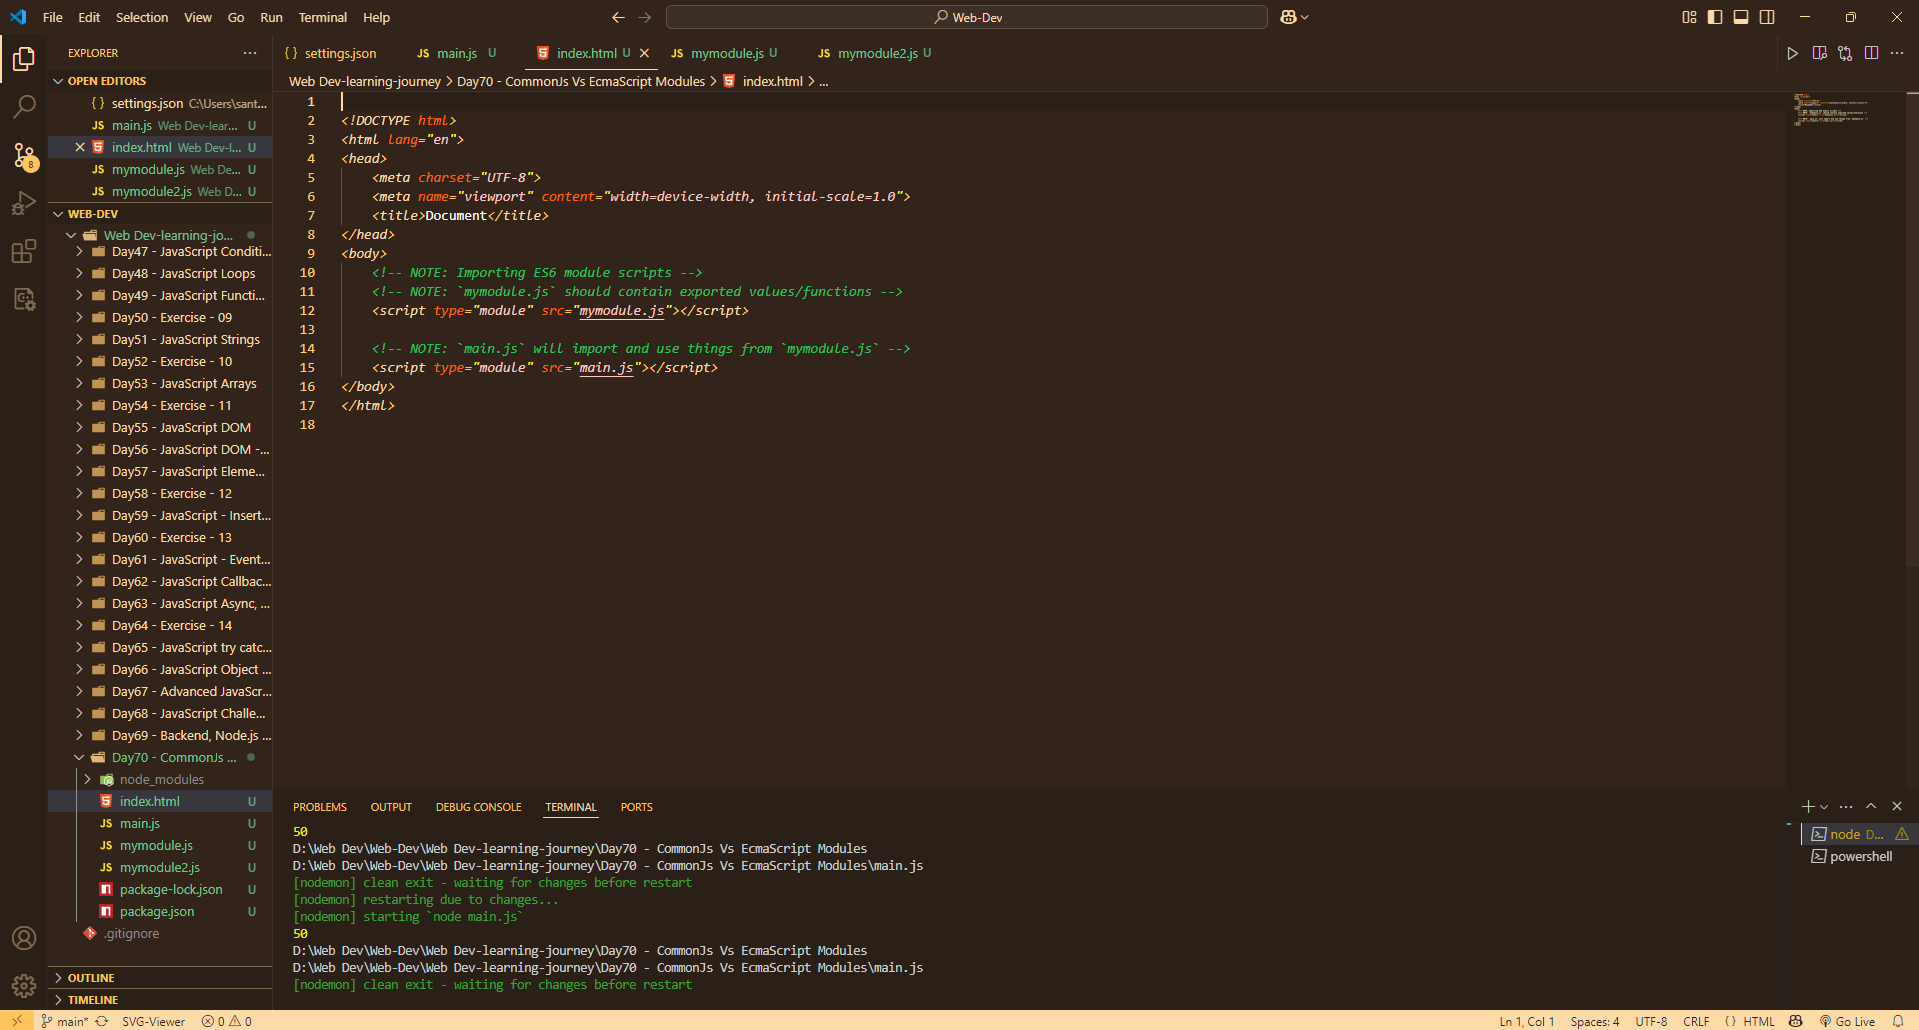 File Edit Selection View Go Run Terminal Help
Web-Dev
EXPLORER
OPEN EDITORS
{ } settings.json C:\Users\sant...
JS main.js Web Dev-lear... U
index.html Web Dev-l... U
JS mymodule.js Web De... U
JS mymodule2.js Web D... U
8
WEB-DEV
Web Dev-learning-jo...
Day47 - JavaScript Conditi...
Day48 - JavaScript Loops
Day49 - JavaScript Functi...
Day50 - Exercise - 09
Day51 - JavaScript Strings
Day52 - Exercise - 10
Day53 - JavaScript Arrays
Day54 - Exercise - 11
Day55 - JavaScript DOM
Day56 - JavaScript DOM -...
Day57 - JavaScript Eleme...
Day58 - Exercise - 12
Day59 - JavaScript - Insert...
Day60 - Exercise - 13
Day61 - JavaScript - Event...
Day62 - JavaScript Callbac...
Day63 - JavaScript Async, ...
Day64 - Exercise - 14
Day65 - JavaScript try catc...
Day66 - JavaScript Object ...
Day67 - Advanced JavaScr...
Day68 - JavaScript Challe...
Day69 - Backend, Node.js ...
Day70 - CommonJs ...
node_modules
index.html U
JS main.js U
JS mymodule.js U
JS mymodule2.js U
package-lock.json U
package.json U
.gitignore
OUTLINE
TIMELINE
{ } settings.json JS main.js U index.html U JS mymodule.js U JS mymodule2.js U
Web Dev-learning-journey > Day70 - CommonJs Vs EcmaScript Modules > index.html > ...
1
2 <!DOCTYPE html>
3 <html lang="en">
4 <head>
5 <meta charset="UTF-8">
6 <meta name="viewport" content="width=device-width, initial-scale=1.0">
7 <title>Document</title>
8 </head>
9 <body>
10 <!-- NOTE: Importing ES6 module scripts -->
11 <!-- NOTE: `mymodule.js` should contain exported values/functions -->
12 <script type="module" src="mymodule.js"></script>
13
14 <!-- NOTE: `main.js` will import and use things from `mymodule.js` -->
15 <script type="module" src="main.js"></script>
16 </body>
17 </html>
18
PROBLEMS OUTPUT DEBUG CONSOLE TERMINAL PORTS
50
D:\Web Dev\Web-Dev\Web Dev-learning-journey\Day70 - CommonJs Vs EcmaScript Modules
D:\Web Dev\Web-Dev\Web Dev-learning-journey\Day70 - CommonJs Vs EcmaScript Modules\main.js
[nodemon] clean exit - waiting for changes before restart
[nodemon] restarting due to changes...
[nodemon] starting `node main.js`
50
D:\Web Dev\Web-Dev\Web Dev-learning-journey\Day70 - CommonJs Vs EcmaScript Modules
D:\Web Dev\Web-Dev\Web Dev-learning-journey\Day70 - CommonJs Vs EcmaScript Modules\main.js
[nodemon] clean exit - waiting for changes before restart
node D...
powershell
main* SVG-Viewer 0 0 Ln 1, Col 1 Spaces: 4 UTF-8 CRLF { } HTML Go Live